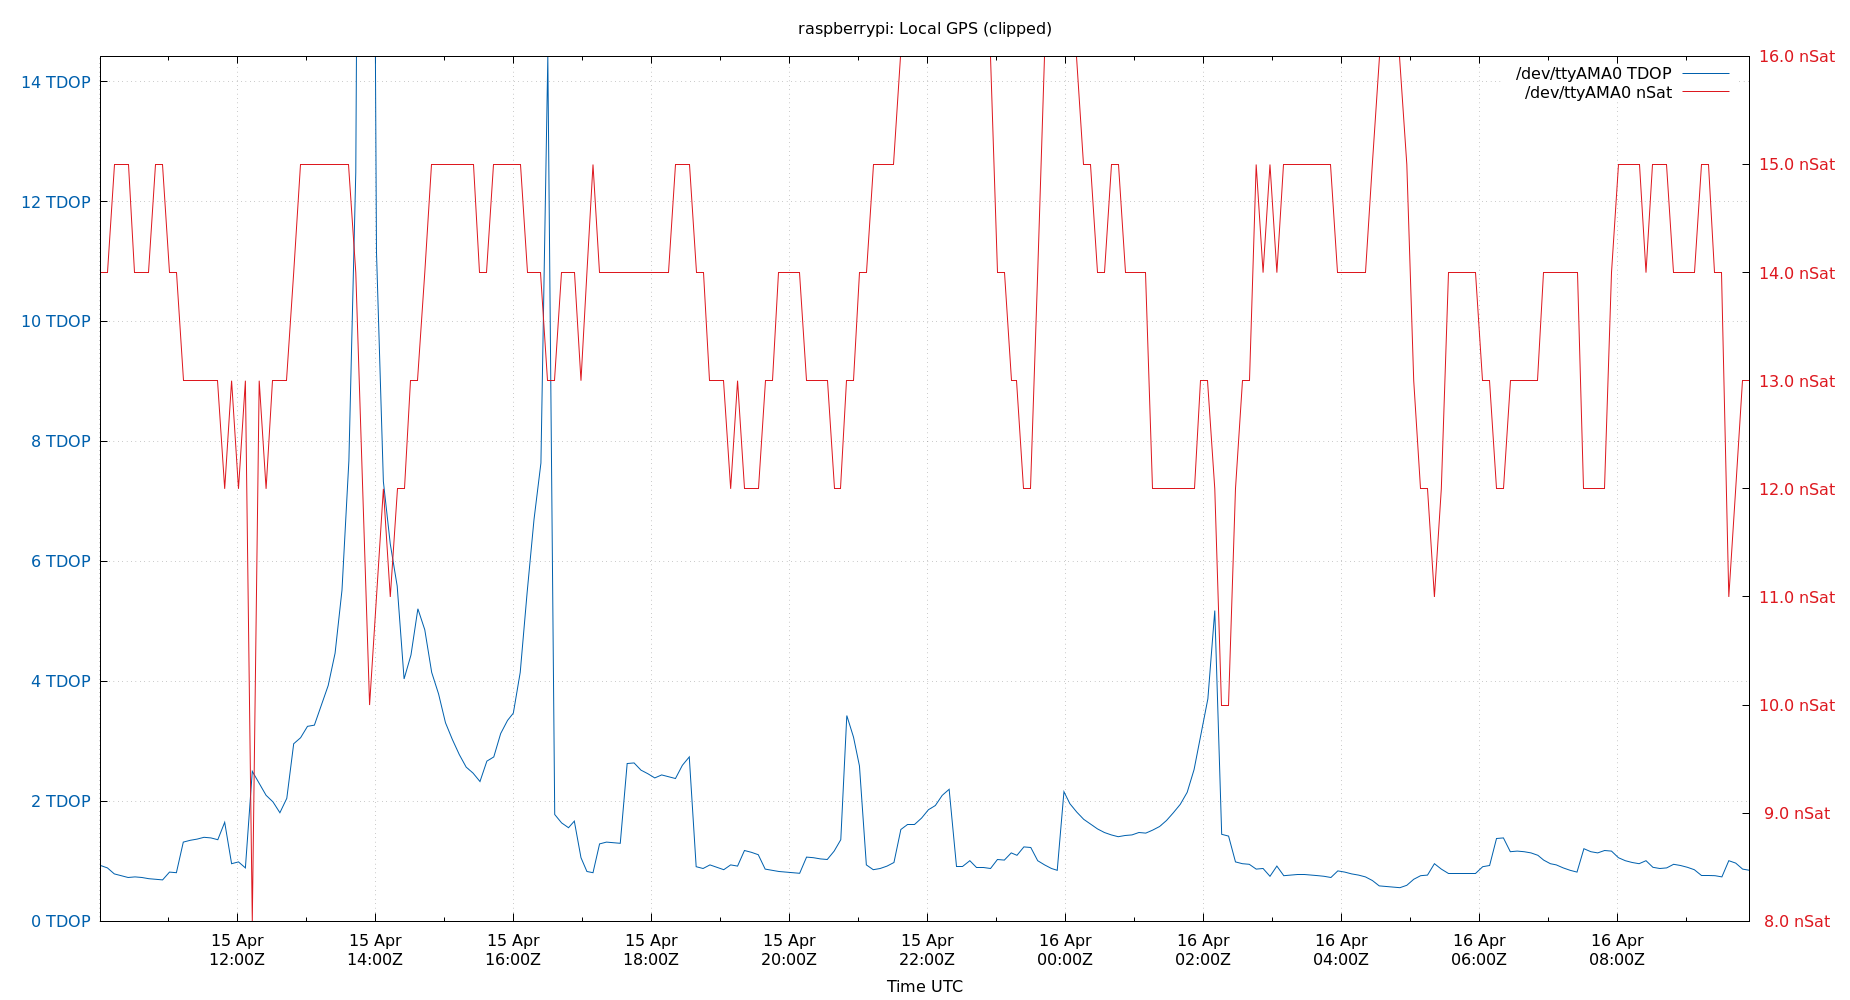 raspberrypi: Local GPS (clipped)
/dev/ttyAMA0 TDOP
/dev/ttyAMA0 nSat
14 TDOP
12 TDOP
10 TDOP
8 TDOP
6 TDOP
4 TDOP
2 TDOP
0 TDOP
16.0 nSat
15.0 nSat
14.0 nSat
13.0 nSat
12.0 nSat
11.0 nSat
10.0 nSat
9.0 nSat
8.0 nSat
15 Apr
12:00Z
15 Apr
14:00Z
15 Apr
16:00Z
15 Apr
18:00Z
15 Apr
20:00Z
15 Apr
22:00Z
16 Apr
00:00Z
16 Apr
02:00Z
16 Apr
04:00Z
16 Apr
06:00Z
16 Apr
08:00Z
Time UTC